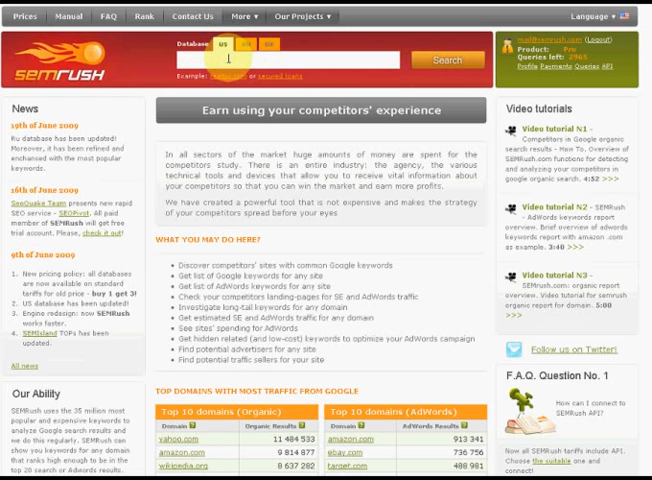 Prices Manual FAQ Rank Contact Us More ▾ Our Projects ▾ Language ▾
SEMRUSH
Database US
Search
Example: or secured loans
mail@semrush.com (Logout)
Product: Pro
Queries left: 2965
Profile Payments Queries API
News
19th of June 2009
Ru database has been updated!
Moreover, it has been refined and
enchanced with the most popular
keywords.
16th of June 2009
SeoQuake Team presents new rapid
SEO service - SEOPivot. All paid
member of SEMRush will get free
trial account. Please, check it out!
9th of June 2009
1. New pricing policy: all databases
are now available on standard
tariffs for old price - buy 1 get 3!
2. US database has been updated!
3. Engine redesign: now SEMRush
works faster.
4. SEMIsland TOPs has been
updated.
All news
Our Ability
SEMRush uses the 35 million most
popular and expensive keywords to
analyze Google search results and
we do this regularly. SEMRush can
show you keywords for any domain
that ranks high enough to be in the
top 20 search or Adwords results.
Earn using your competitors' experience
In all sectors of the market huge amounts of money are spent for the
competitors study. There is an entire industry: the agency, the various
technical tools and devices that allow you to receive vital information about
your competitors so that you can win the market and earn more profits.
We have created a powerful tool that is not expensive and makes the strategy
of your competitors spread before your eyes
WHAT YOU MAY DO HERE?
• Discover competitors' sites with common Google keywords
• Get list of Google keywords for any site
• Get list of AdWords keywords for any site
• Check your competitors landing-pages for SE and AdWords traffic
• Investigate long-tail keywords for any domain
• Get estimated SE and AdWords traffic for any domain
• See sites' spending for AdWords
• Get hidden related (and low-cost) keywords to optimize your AdWords campaign
• Find potential advertisers for any site
• Find potential traffic sellers for your site
TOP DOMAINS WITH MOST TRAFFIC FROM GOOGLE
Top 10 domains (Organic)
Domain Organic Results
yahoo.com 11 484 533
amazon.com 9 814 877
wikipedia.org 8 637 282
Top 10 domains (AdWords)
Domain AdWords Results
amazon.com 913 341
ebay.com 736 756
target.com 488 981
Video tutorials
Video tutorial N1 -
Competitors in Google organic
search results - How To. Overview of
SEMRush.com functions for detecting
and analyzing your competitors in
google organic search. 4:52 >>>
Video tutorial N2 - SEMRush
- AdWords keywords report
overview. Brief overview of adwords
keywords report with amazon .com
as example. 3:40 >>>
Video tutorial N3 -
SEMrush.com: organic report
overview. Video tutorial for semrush
organic report for domain. 5:00
>>>
Follow us on Twitter!
F.A.Q. Question No. 1
How can I connect to
SEMRush API?
Now all SEMRush tariffs include API.
Choose the suitable one and
connect!